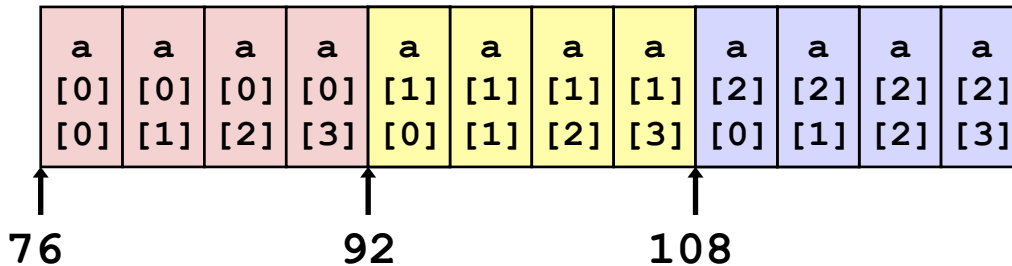 a a a a a a a a a a a a
[0] [0] [0] [0] [1] [1] [1] [1] [2] [2] [2] [2]
[0] [1] [2] [3] [0] [1] [2] [3] [0] [1] [2] [3]
76 92 108